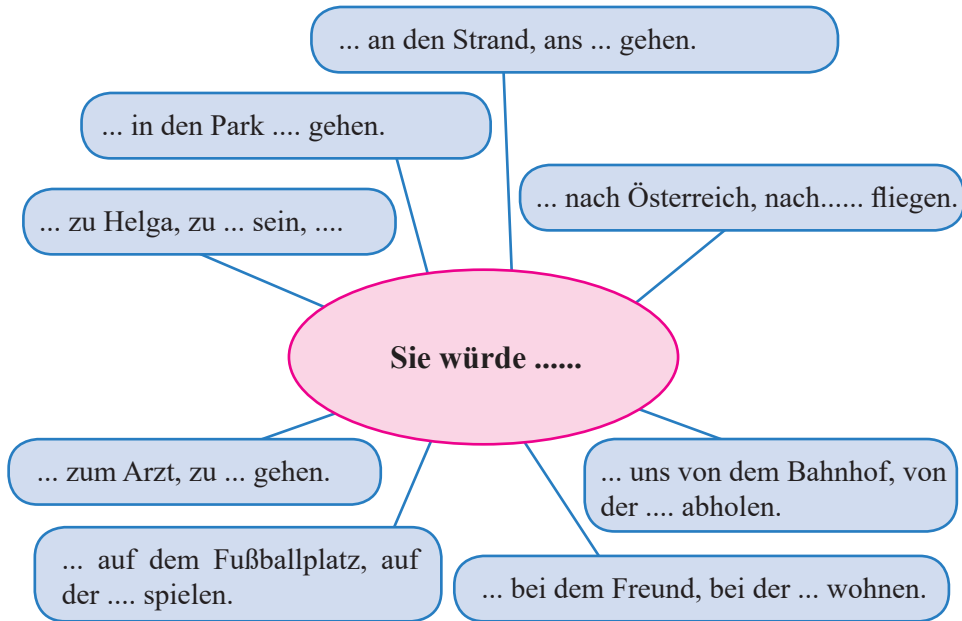 ... an den Strand, ans ... gehen.
... in den Park .... gehen.
... nach Österreich, nach...... fliegen.
... zu Helga, zu ... sein, ....
Sie würde ......
... zum Arzt, zu ... gehen.
... uns von dem Bahnhof, von
der .... abholen.
... auf dem Fußballplatz, auf
der .... spielen.
... bei dem Freund, bei der ... wohnen.